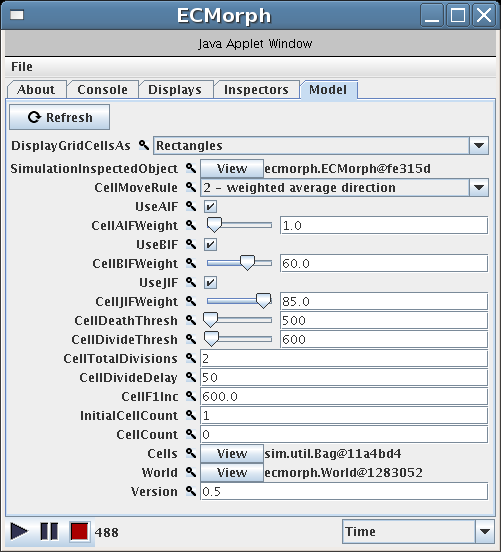 ECMorph
Java Applet Window
File
About Console Displays Inspectors Model
Refresh
DisplayGridCellsAs Rectangles
SimulationInspectedObject View ecmorph.ECMorph@fe315d
CellMoveRule 2 - weighted average direction
UseAIF
CellAIFWeight 1.0
UseBIF
CellBIFWeight 60.0
UseJIF
CellJIFWeight 85.0
CellDeathThresh 500
CellDivideThresh 600
CellTotalDivisions 2
CellDivideDelay 50
CellF1Inc 600.0
InitialCellCount 1
CellCount 0
Cells View sim.util.Bag@11a4bd4
World View ecmorph.World@1283052
Version 0.5
488 Time